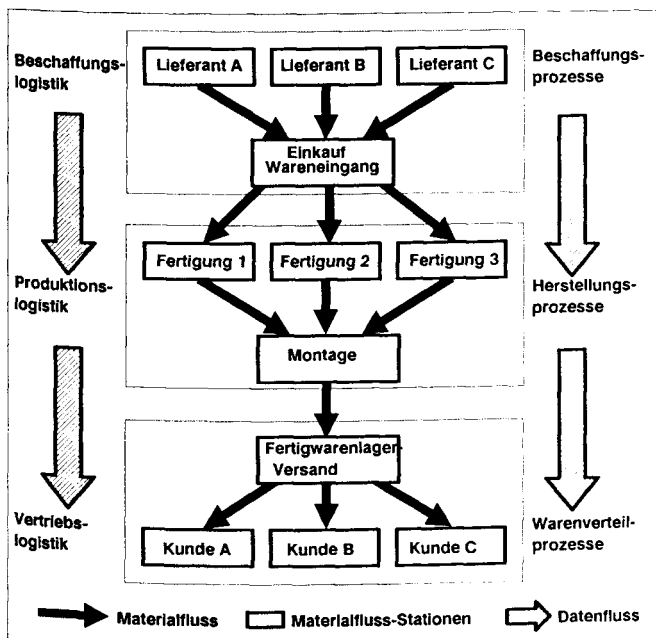 Beschaffungs-
logistik
Lieferant A
Lieferant B
Lieferant C
Beschaffungs-
prozesse
Einkauf
Wareneingang
Fertigung 1
Fertigung 2
Fertigung 3
Produktions-
logistik
Herstellungs-
prozesse
Montage
Fertigwarenlager-
Versand
Vertriebs-
logistik
Kunde A
Kunde B
Kunde C
Warenverteil-
prozesse
Materialfluss
Materialfluss-Stationen
Datenfluss